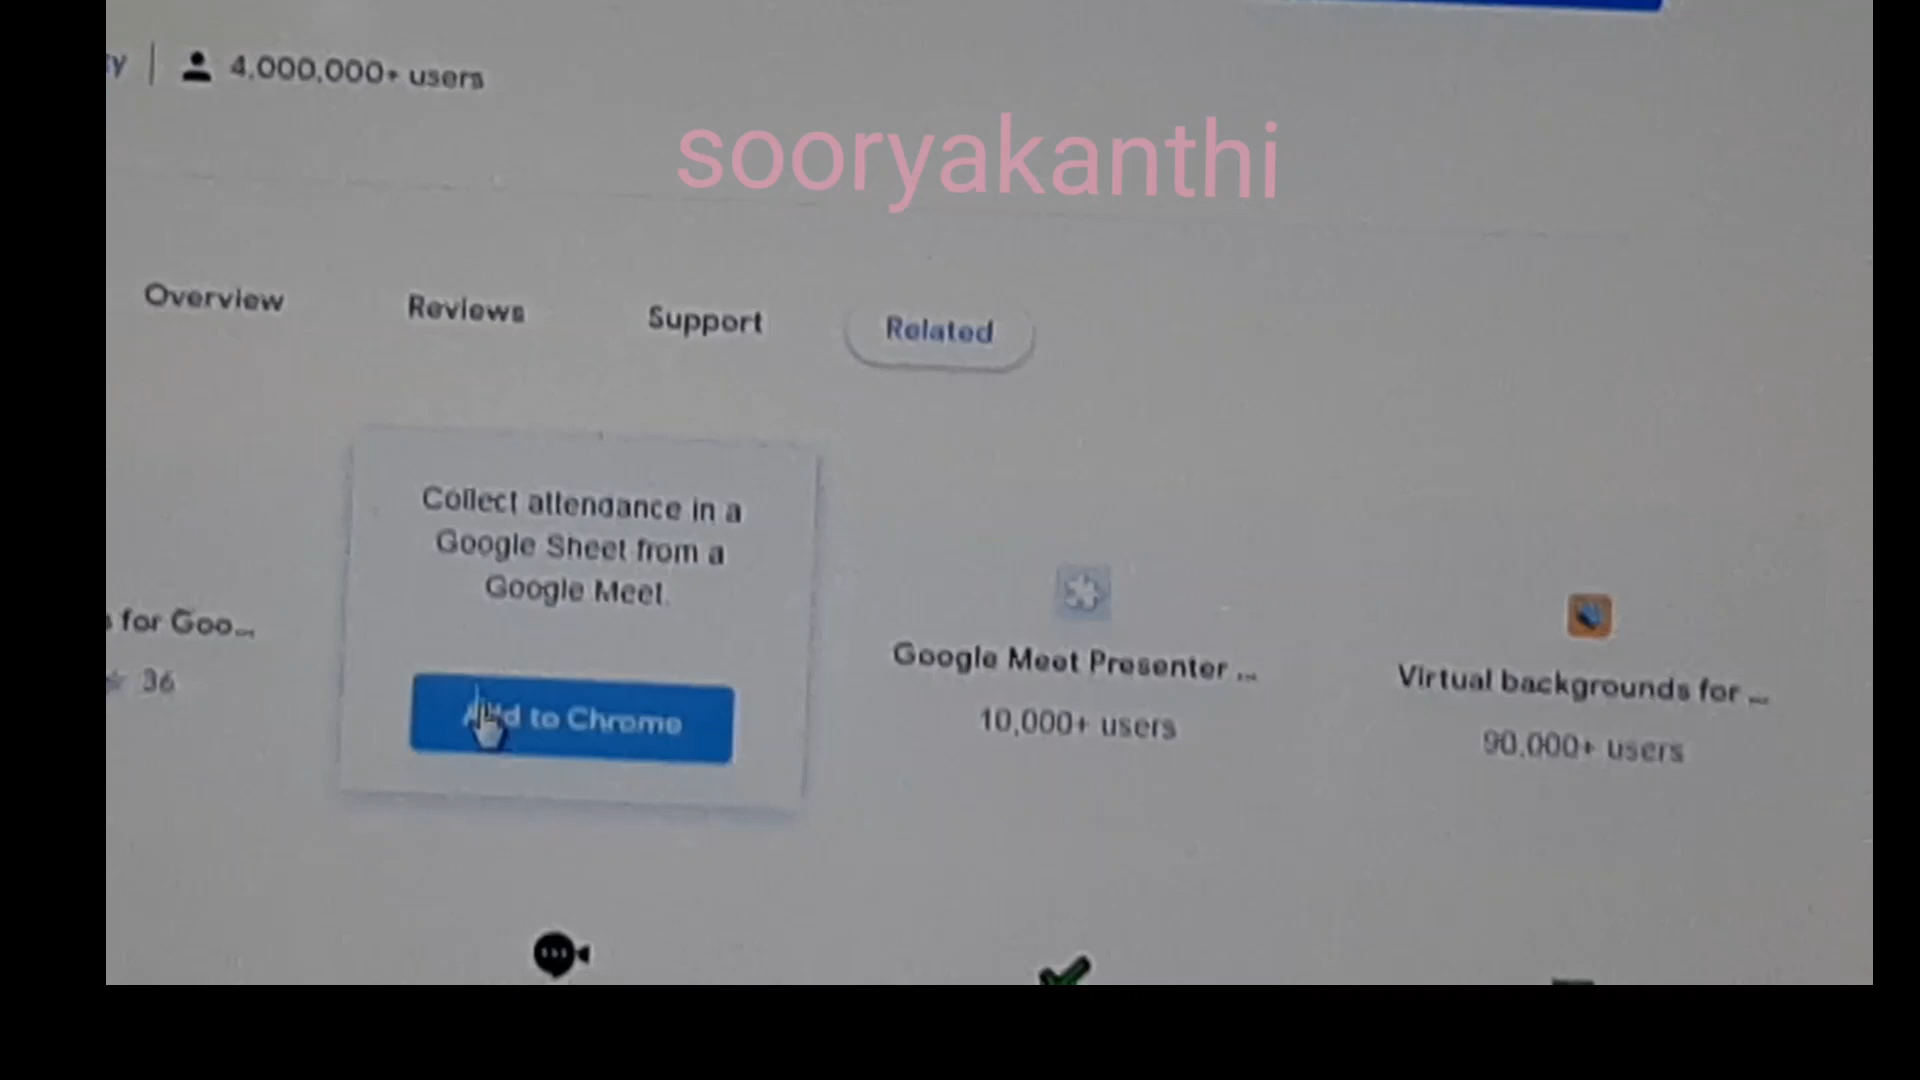 4,000,000+ users
sooryakanthi
Overview
Reviews
Support
Related
Collect attendance in a
Google Sheet from a
Google Meet.
Add to Chrome
for Goo...
36
Google Meet Presenter ...
10,000+ users
Virtual backgrounds for ...
90,000+ users